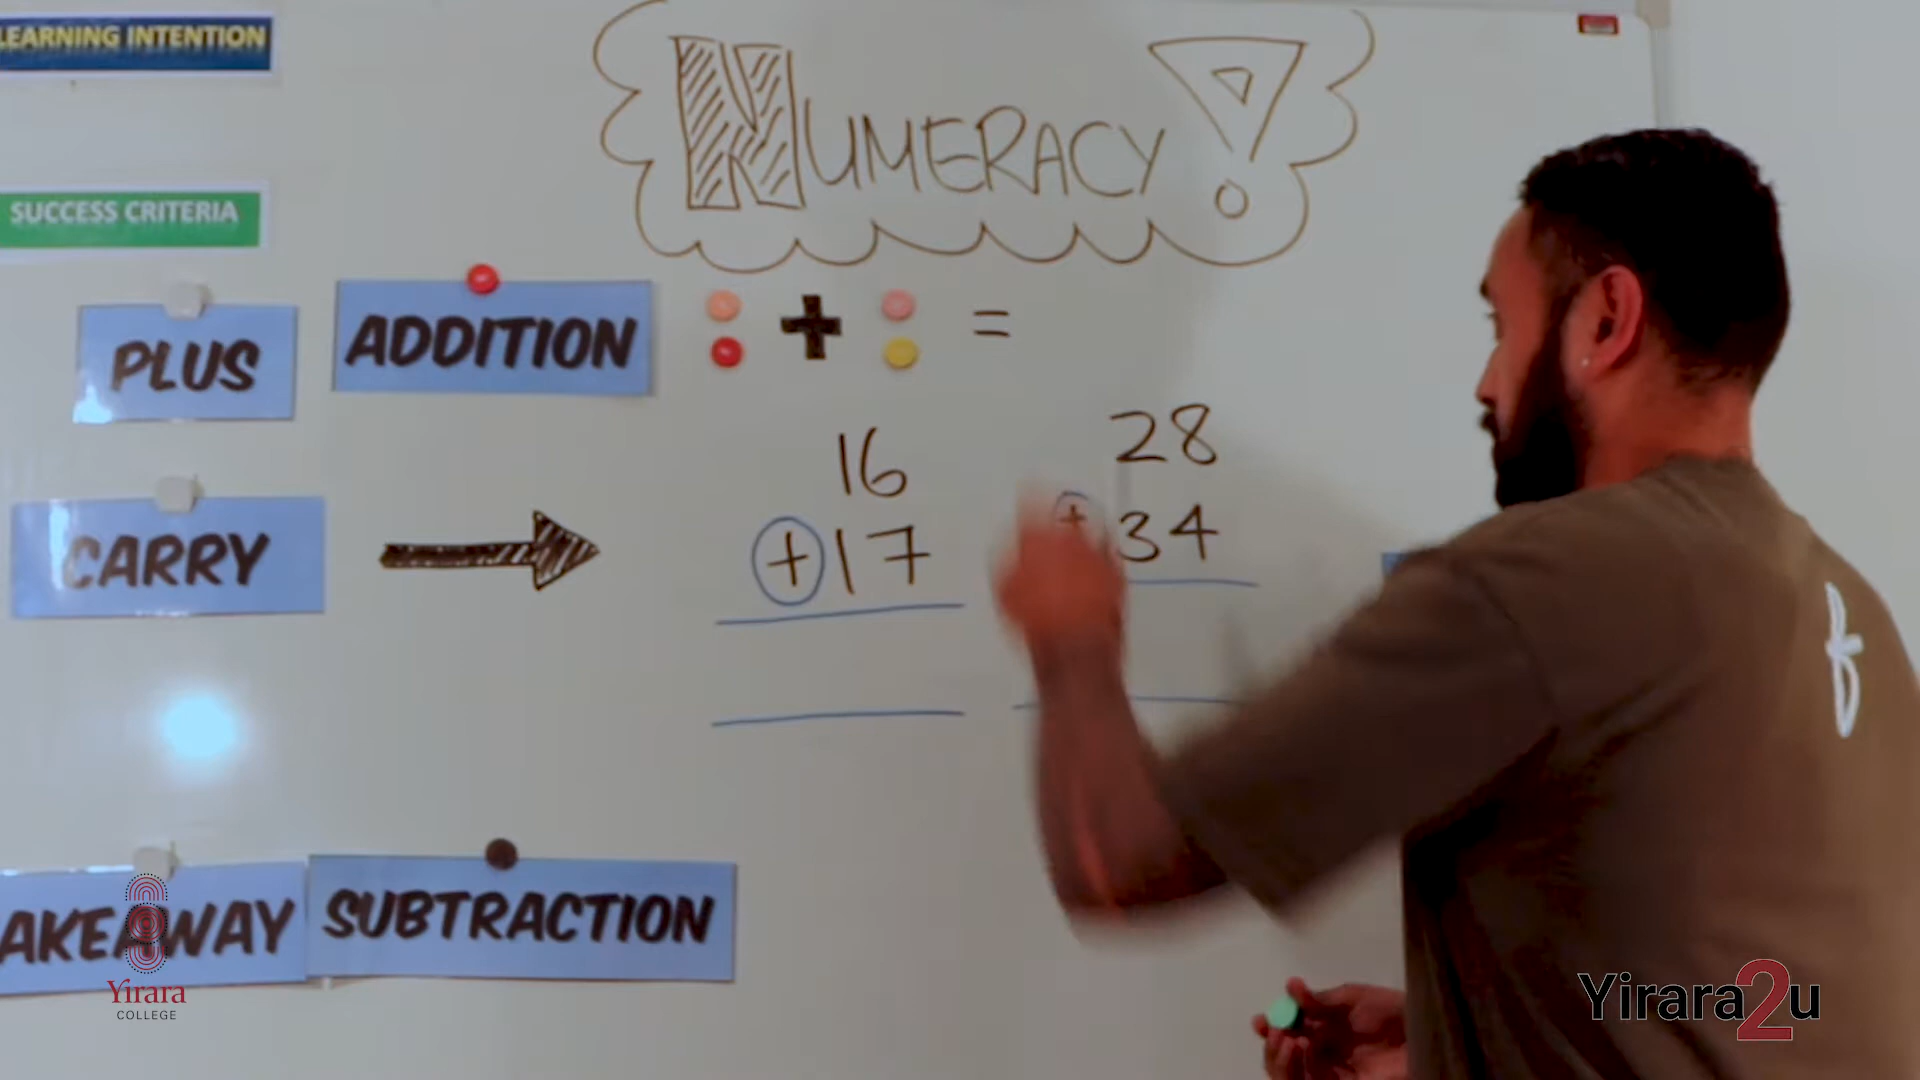 LEARNING INTENTION
NUMERACY!
SUCCESS CRITERIA
PLUS
ADDITION
+ =
16
+17
28
+34
CARRY
AKEAWAY
SUBTRACTION
Yirara
COLLEGE
Yirara2u